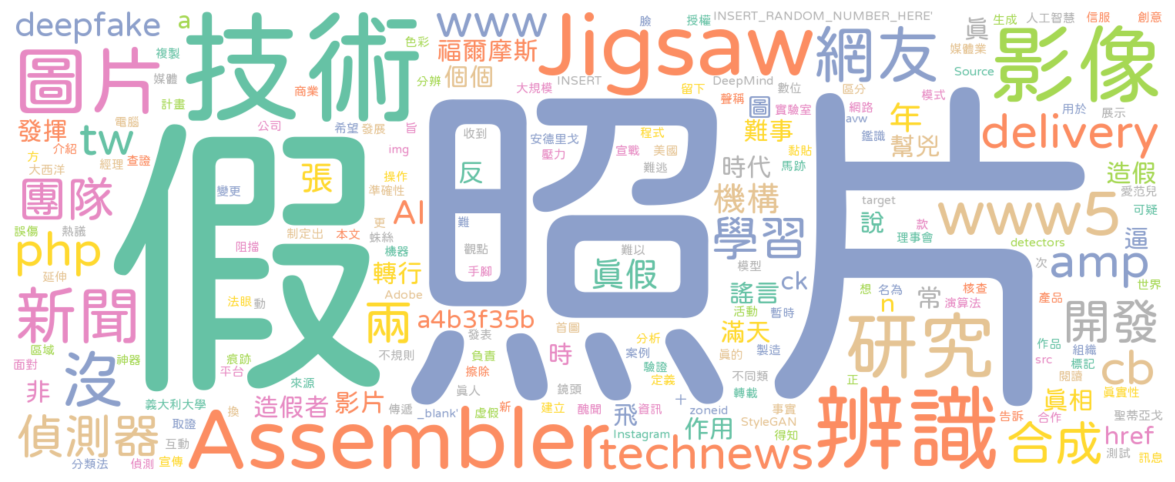 deepfake
a
技術
www
福爾摩斯
個個
Jigsaw
INSERT_RANDOM_NUMBER_HERE'
授權
臉
網友
眞
媒體業
生成
人工智慧
信服
創意
影像
圖片
複製
媒體
計畫
色彩
分辨
商業
大規模
INSERT
DeepMind
數位
聲稱
留下
圖
實驗室
區分
Source
模式
用於
展示
發揮
電腦
介紹
tw
查證
經理
方
大西洋
公司
希望
發展
旨
img
收到
反
安德里戈
壓力
程式
宣戰
美國
黏貼
難事
馬跡
網路
avw
鑑識
年
幫兇
delivery
造假
愛范兒
可疑
團隊
假
照片
變更
張
操作
準確性
AI
更
難逃
時代
機構
target
說
款
理事會
www5
detectors
逼
誤傷
熱議
php
延伸
阻擋
制定出
本文
蛛絲
機器
難
觀點
手腳
難以
眞假
學習
模型
謠言
ck
次
amp
世界
新聞
法眼
動
轉行
Adobe
兩
a4b3f35b
首圖
活動
滿天
暫時
常
想
名為
n
核查
演算法
產品
開發
區域
面對
神器
沒
痕跡
平台
來源
不規則
發表
時
負責
擦除
分析
案例
驗證
定義
眞的
製造
研究
作品
src
組織
標記
cb
非
義大利大學
造假者
影片
眞人
鏡頭
不同類
轉載
正
閱讀
眞相
眞實性
偵測器
取證
互動
換
傳遞
_blank'
虛假
新
建立
醜聞
飛
資訊
十
zoneid
事實
作用
StyleGAN
得知
辨識
告訴
合作
聖蒂亞戈
分類法
偵測
宣傳
Assembler
Instagram
technews
合成
href
測試
訊息